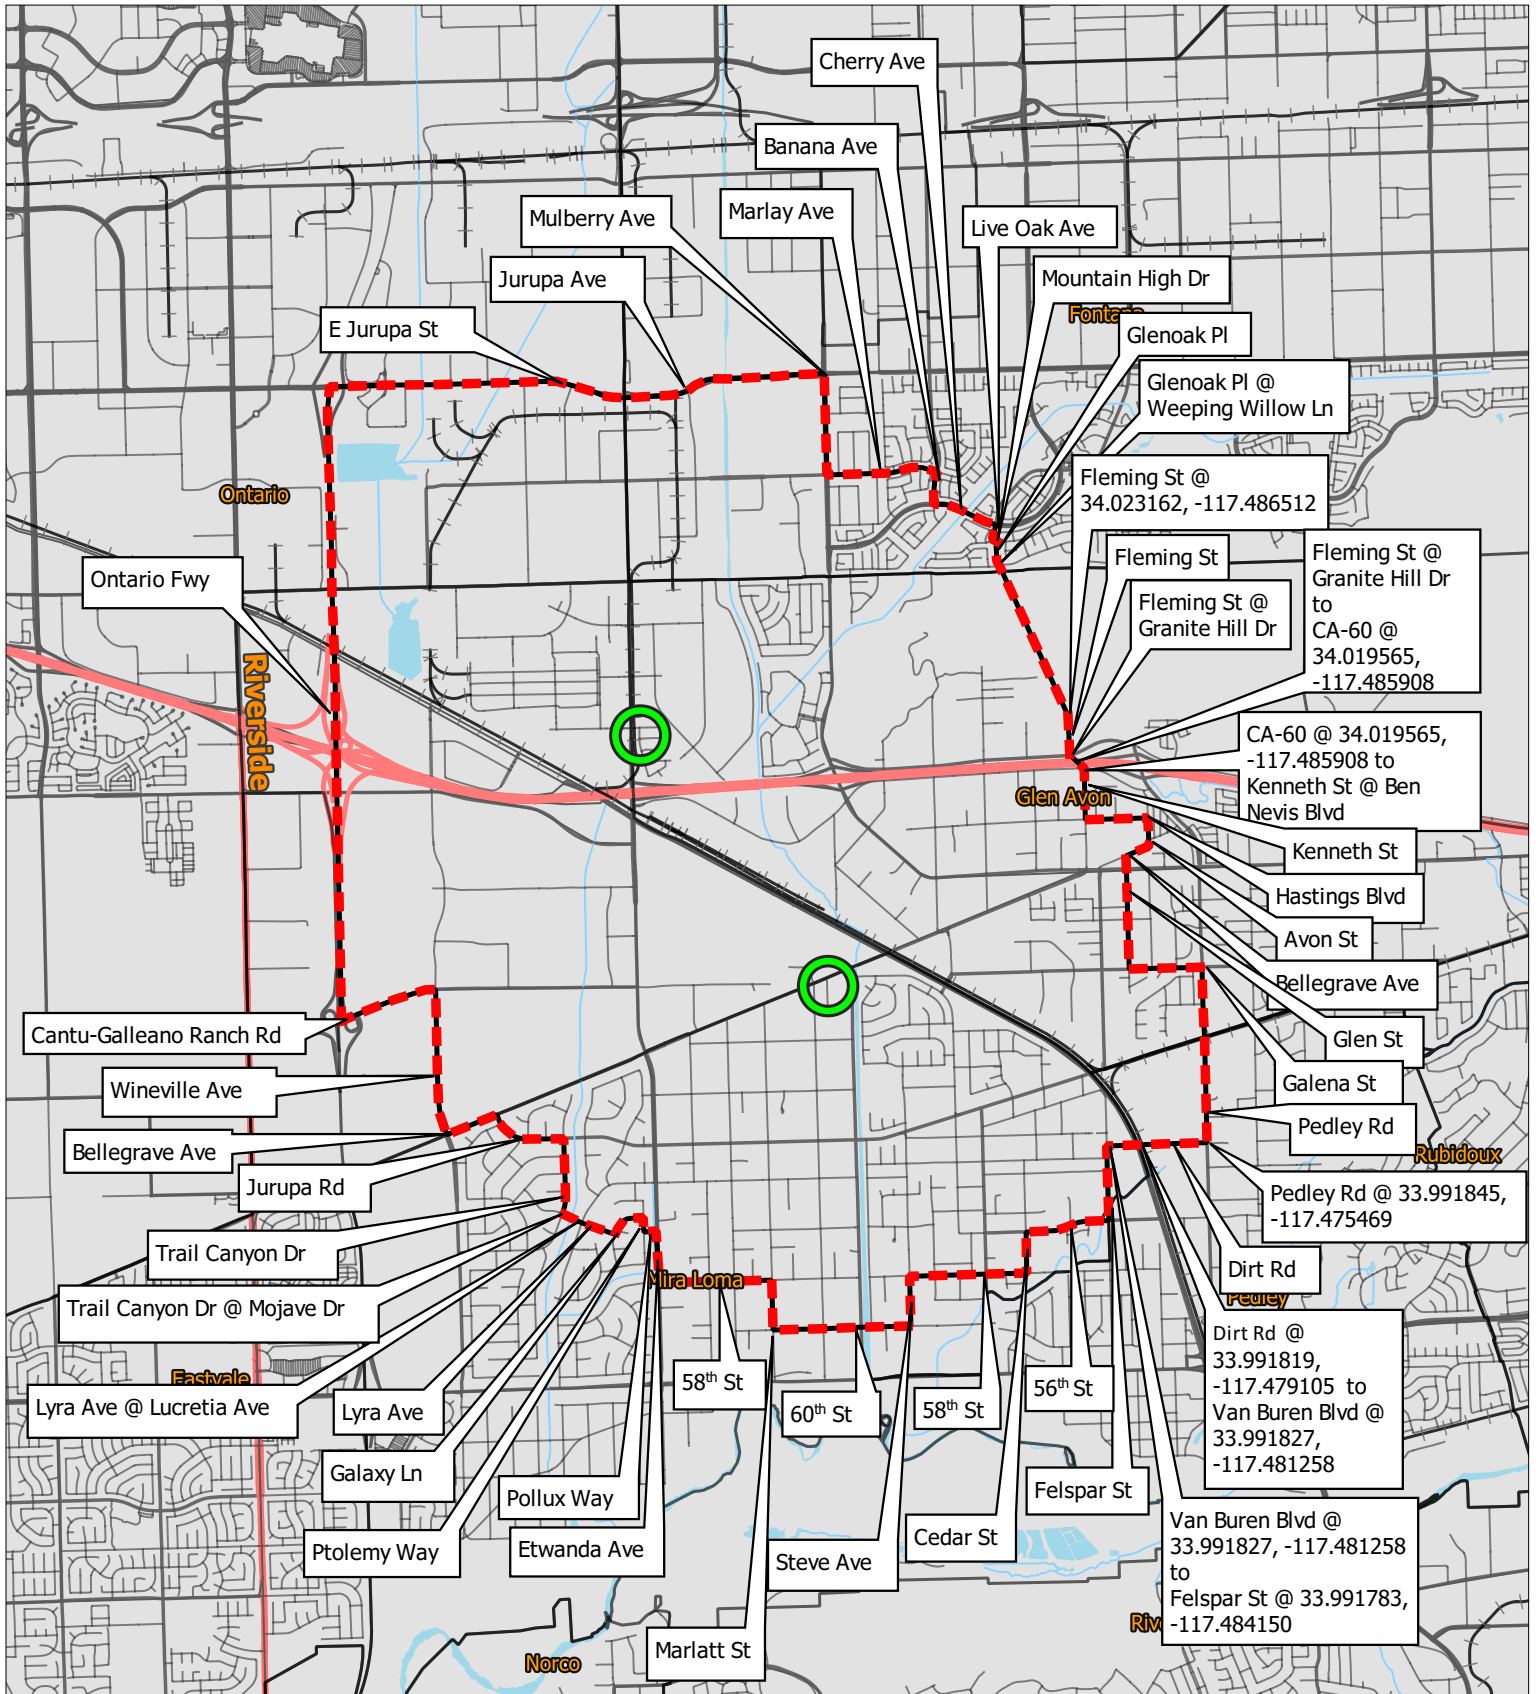 Cherry Ave
Banana Ave
Mulberry Ave
Marlay Ave
Live Oak Ave
Jurupa Ave
Mountain High Dr
Fontana
E Jurupa St
Glenoak Pl
Glenoak Pl @
Weeping Willow Ln
Ontario
Fleming St @
34.023162, -117.486512
Ontario Fwy
Fleming St
Fleming St @
Granite Hill Dr
to
CA-60 @
34.019565,
-117.485908
Fleming St @
Granite Hill Dr
Riverside
CA-60 @ 34.019565,
-117.485908 to
Kenneth St @ Ben
Nevis Blvd
Glen Avon
Kenneth St
Hastings Blvd
Avon St
Bellegrave Ave
Cantu-Galleano Ranch Rd
Glen St
Wineville Ave
Galena St
Pedley Rd
Bellegrave Ave
Rubidoux
Jurupa Rd
Pedley Rd @ 33.991845,
-117.475469
Trail Canyon Dr
Dirt Rd
Mira Loma
Pedley
Trail Canyon Dr @ Mojave Dr
Dirt Rd @
33.991819,
-117.479105 to
Van Buren Blvd @
33.991827,
-117.481258
Eastvale
Lyra Ave @ Lucretia Ave
Lyra Ave
58th St
60th St
58th St
56th St
Galaxy Ln
Pollux Way
Felspar St
Ptolemy Way
Etwanda Ave
Steve Ave
Cedar St
Van Buren Blvd @
33.991827, -117.481258
to
Felspar St @ 33.991783,
-117.484150
Riv
Marlatt St
Norco